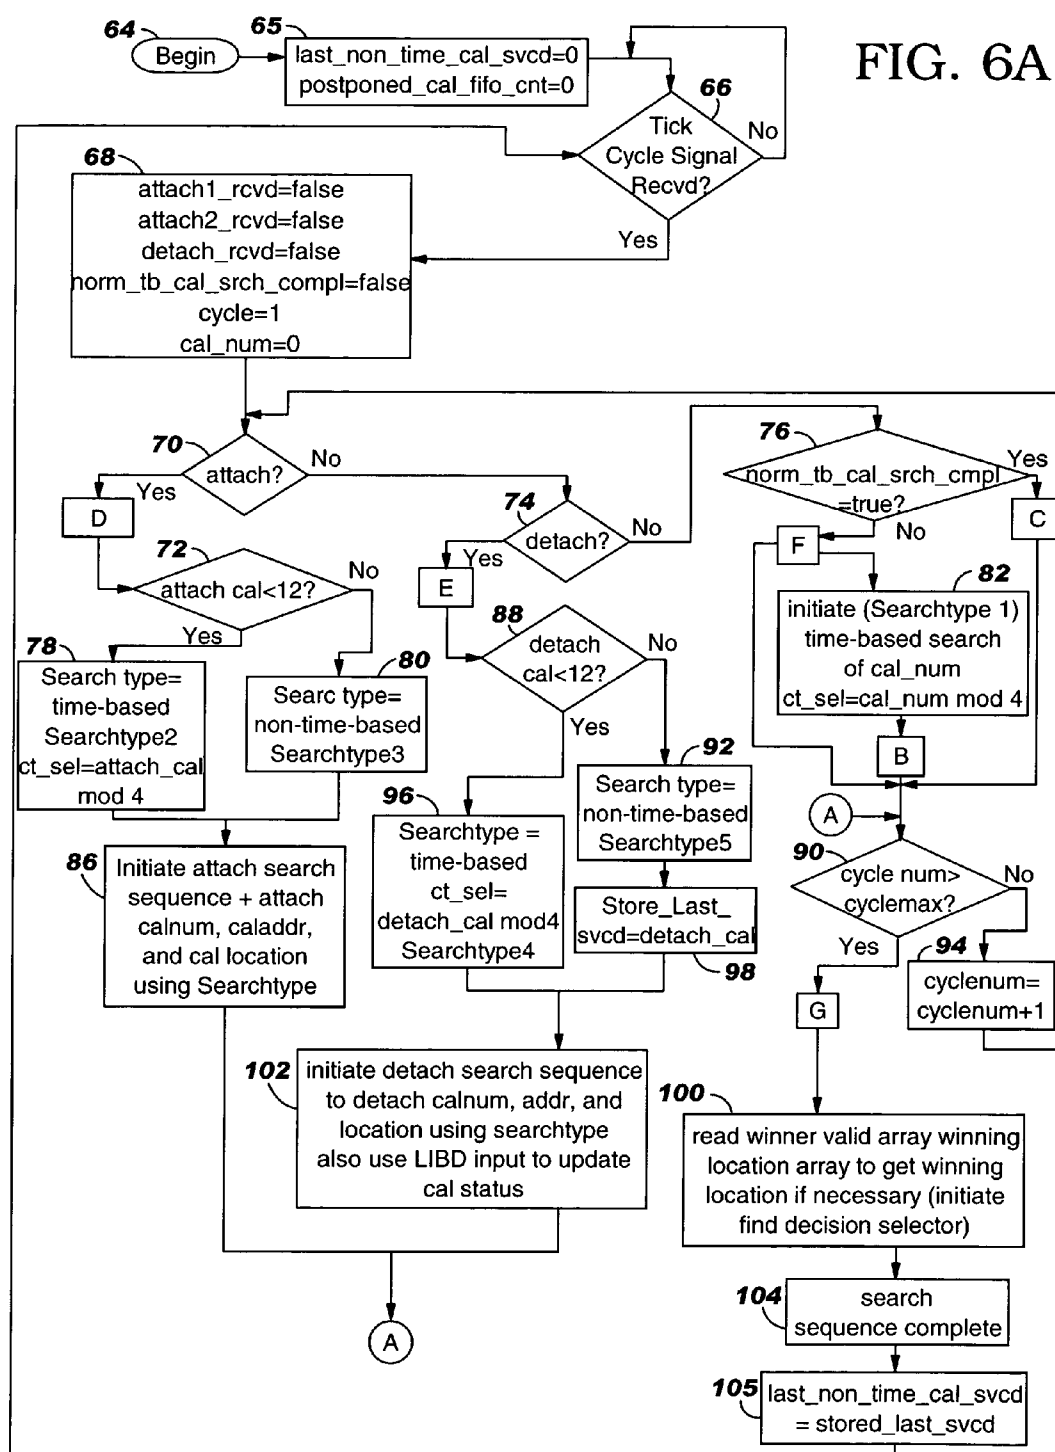 FIG. 6A
64
Begin
65
last_non_time_cal_svcd=0
postponed_cal_fifo_cnt=0
66
Tick
Cycle Signal
Recvd?
No
Yes
68
attach1_rcvd=false
attach2_rcvd=false
detach_rcvd=false
norm_tb_cal_srch_compl=false
cycle=1
cal_num=0
70
attach?
No
Yes
D
72
attach cal<12?
No
Yes
74
detach?
No
Yes
E
76
norm_tb_cal_srch_cmpl
=true?
Yes
No
C
F
78
Search type=
time-based
Searchtype2
ct_sel=attach_cal
mod 4
80
Searc type=
non-time-based
Searchtype3
82
initiate (Searchtype 1)
time-based search
of cal_num
ct_sel=cal_num mod 4
B
86
Initiate attach search
sequence + attach
calnum, caladdr,
and cal location
using Searchtype
88
detach
cal<12?
No
Yes
92
Search type=
non-time-based
Searchtype5
96
Searchtype =
time-based
ct_sel=
detach_cal mod4
Searchtype4
Store_Last_
svcd=detach_cal
98
A
90
cycle num>
cyclemax?
No
Yes
94
cyclenum=
cyclenum+1
G
102
initiate detach search sequence
to detach calnum, addr, and
location using searchtype
also use LIBD input to update
cal status
A
100
read winner valid array winning
location array to get winning
location if necessary (initiate
find decision selector)
104
search
sequence complete
105
last_non_time_cal_svcd
= stored_last_svcd